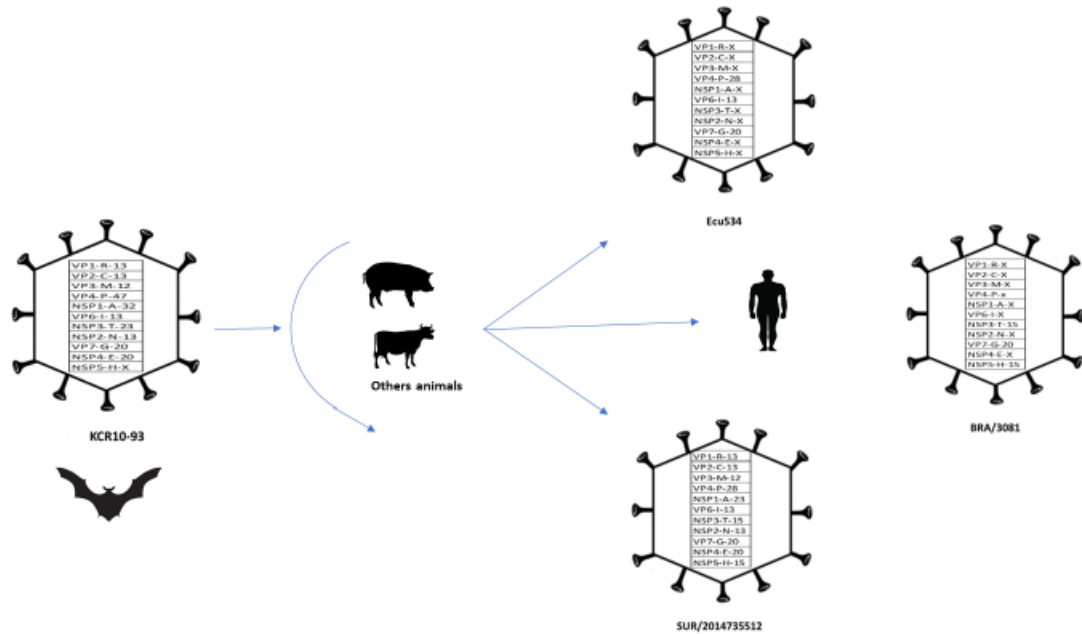 VP1-R-X
VP2-C-X
VP3-M-X
VP4-P-28
NSP1-A-X
VP6-I-13
NSP3-T-X
NSP2-N-X
VP7-G-20
NSP4-E-X
NSP5-H-X
Ecu534
VP1-R-13
VP2-C-13
VP3-M-12
VP4-P-47
NSP1-A-32
VP6-I-13
NSP3-T-23
NSP2-N-13
VP7-G-20
NSP4-E-20
NSP5-H-X
KCR10-93
Others animals
VP1-R-X
VP2-C-X
VP3-M-X
VP4-P-x
NSP1-A-X
VP6-I-X
NSP3-T-15
NSP2-N-X
VP7-G-20
NSP4-E-X
NSP5-H-15
BRA/3081
VP1-R-13
VP2-C-13
VP3-M-12
VP4-P-28
NSP1-A-23
VP6-I-13
NSP3-T-15
NSP2-N-13
VP7-G-20
NSP4-E-20
NSP5-H-15
SUR/2014735512